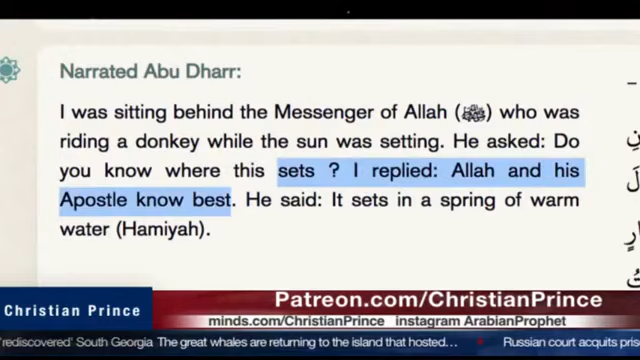 Narrated Abu Dharr:
I was sitting behind the Messenger of Allah (ﷺ) who was
riding a donkey while the sun was setting. He asked: Do
you know where this sets ? I replied: Allah and his
Apostle know best. He said: It sets in a spring of warm
water (Hamiyah).
Christian Prince
Patreon.com/ChristianPrince
minds.com/ChristianPrince instagram ArabianProphet
'rediscovered' South Georgia The great whales are returning to the island that hosted... Russian court acquits